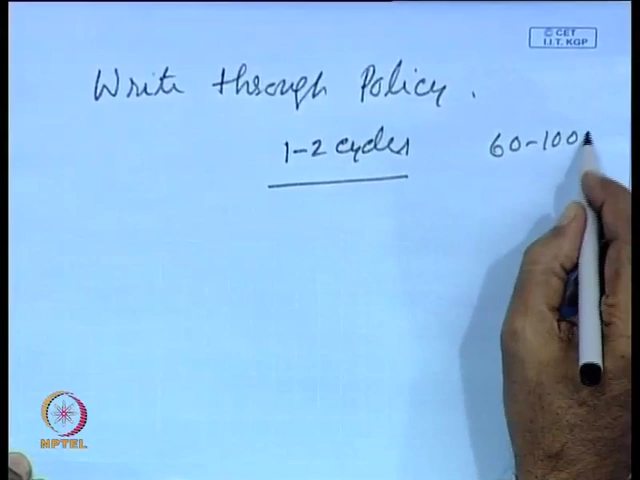 © CET
I.I.T. KGP
Write through Policy.
1-2 cycles 60-100
NPTEL